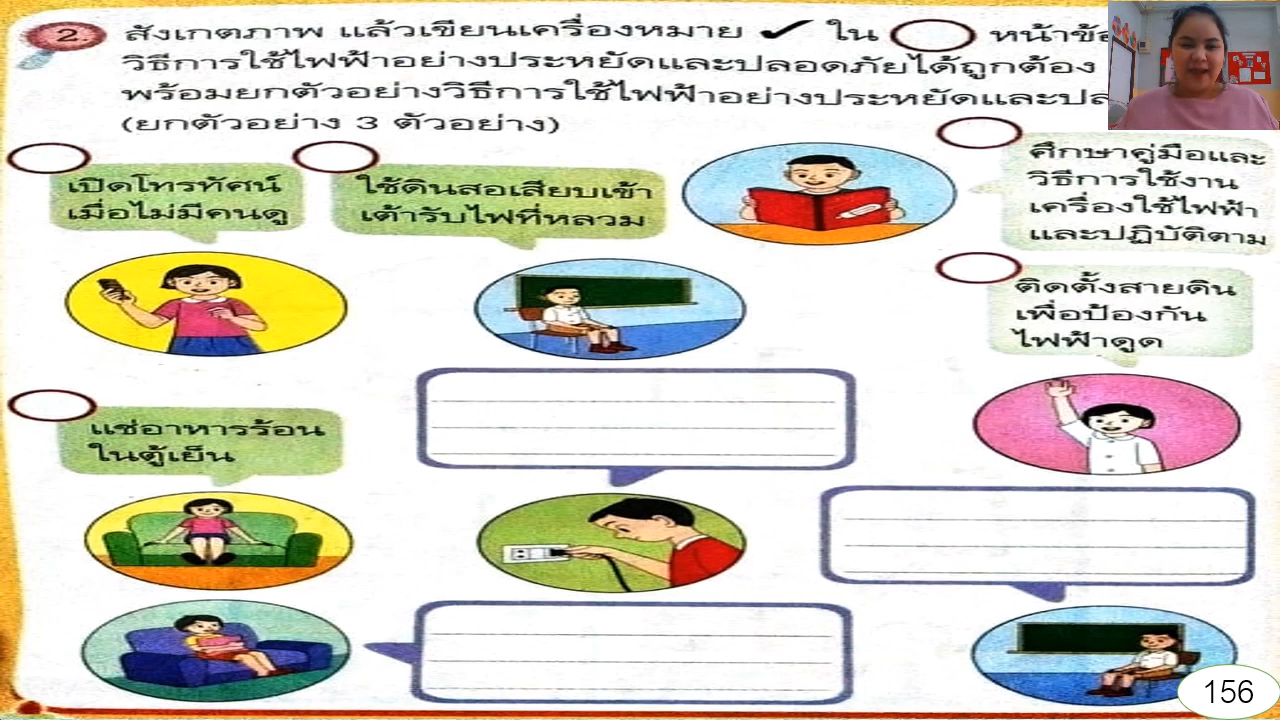 2. สังเกตภาพ แล้วเขียนเครื่องหมาย ✓ ใน หน้าข้อ
วิธีการใช้ไฟฟ้าอย่างประหยัดและปลอดภัยได้ถูกต้อง
พร้อมยกตัวอย่างวิธีการใช้ไฟฟ้าอย่างประหยัดและ
(ยกตัวอย่าง 3 ตัวอย่าง)
เปิดโทรทัศน์
เมื่อไม่มีคนดู
ใช้ดินสอเสียบเข้า
เต้ารับไฟที่หลวม
ศึกษาคู่มือและ
วิธีการใช้งาน
เครื่องใช้ไฟฟ้า
และปฏิบัติตาม
ติดตั้งสายดิน
เพื่อป้องกัน
ไฟฟ้าดูด
แช่อาหารร้อน
ในตู้เย็น
156